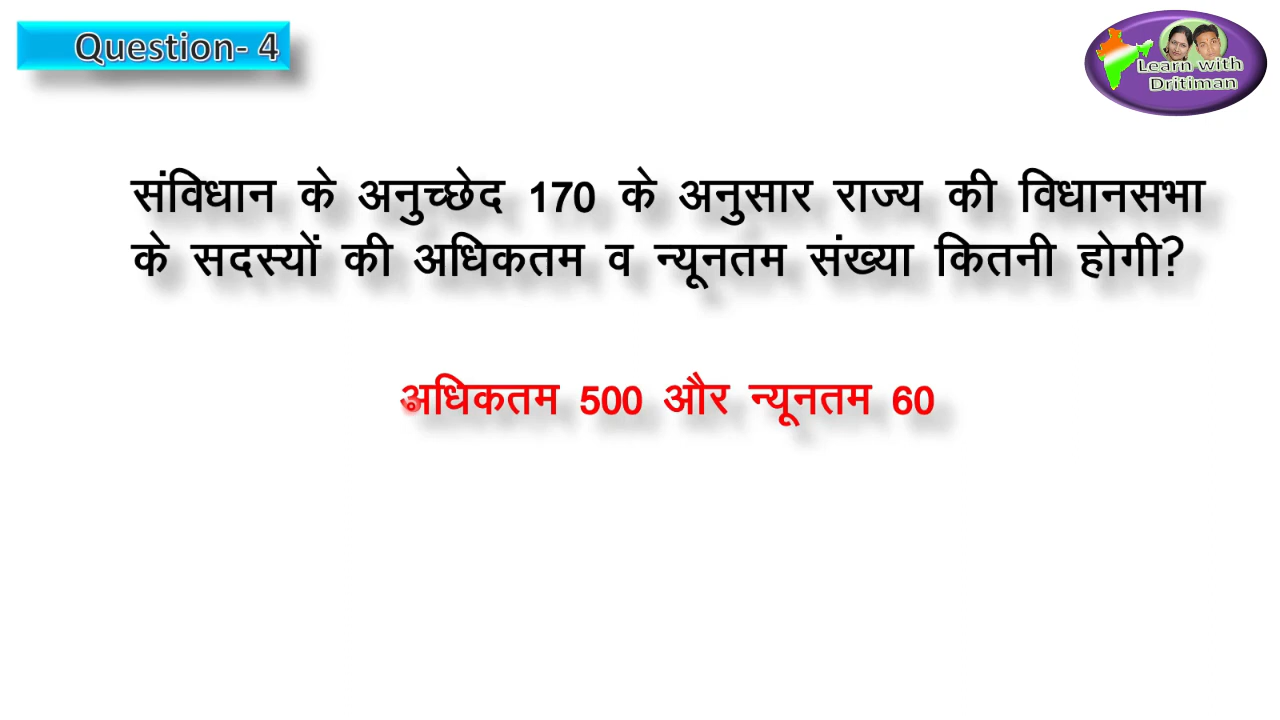 Question- 4
Learn with
Dritiman
संविधान के अनुच्छेद 170 के अनुसार राज्य की विधानसभा
के सदस्यों की अधिकतम व न्यूनतम संख्या कितनी होगी?
अधिकतम 500 और न्यूनतम 60